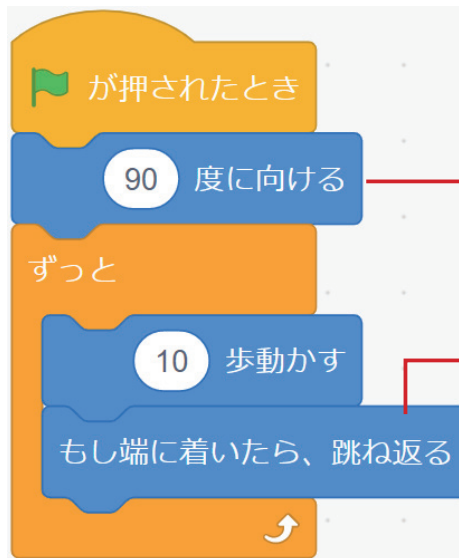 が押されたとき
90 度に向ける
ずっと
10 歩動かす
もし端に着いたら、跳ね返る